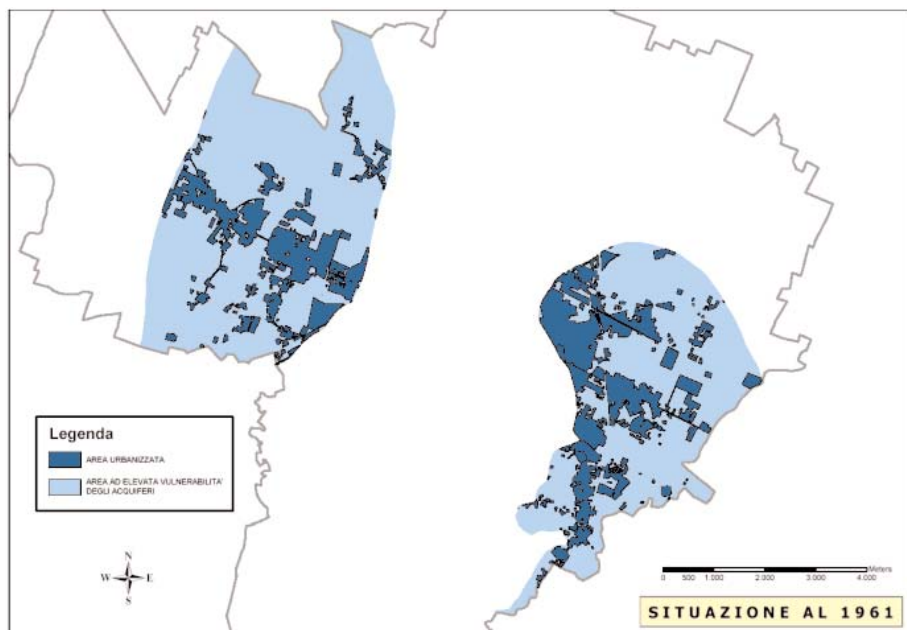 Legenda
AREA URBANIZZATA
AREA AD ELEVATA VULNERABILITA'
DEGLI ACQUIFERI
N
W E
S
Meters
0 500 1.000 2.000 3.000 4.000
SITUAZIONE AL 1961